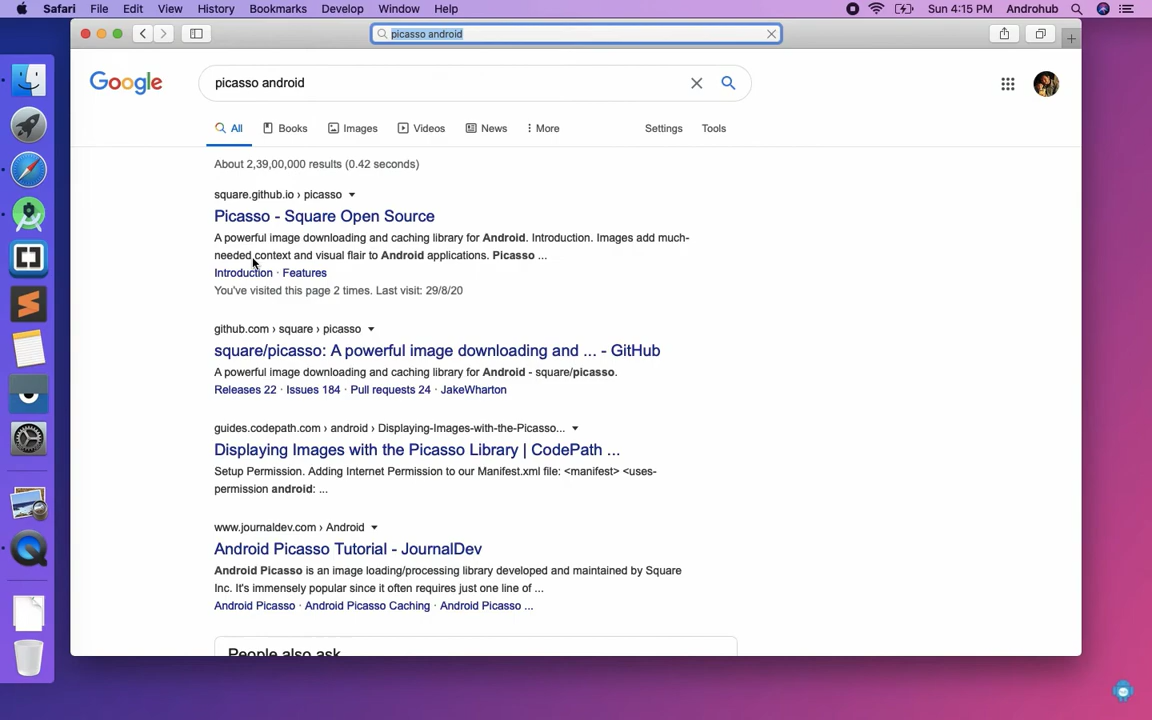 Safari File Edit View History Bookmarks Develop Window Help Sun 4:15 PM Androhub
picasso android
Google picasso android
All Books Images Videos News More Settings Tools
About 2,39,00,000 results (0.42 seconds)
square.github.io › picasso
Picasso - Square Open Source
A powerful image downloading and caching library for Android. Introduction. Images add much-
needed context and visual flair to Android applications. Picasso ...
Introduction · Features
You've visited this page 2 times. Last visit: 29/8/20
github.com › square › picasso
square/picasso: A powerful image downloading and ... - GitHub
A powerful image downloading and caching library for Android - square/picasso.
Releases 22 · Issues 184 · Pull requests 24 · JakeWharton
guides.codepath.com › android › Displaying-Images-with-the-Picasso...
Displaying Images with the Picasso Library | CodePath ...
Setup Permission. Adding Internet Permission to our Manifest.xml file: <manifest> <uses-
permission android: ...
www.journaldev.com › Android
Android Picasso Tutorial - JournalDev
Android Picasso is an image loading/processing library developed and maintained by Square
Inc. It's immensely popular since it often requires just one line of ...
Android Picasso · Android Picasso Caching · Android Picasso ...
People also ask